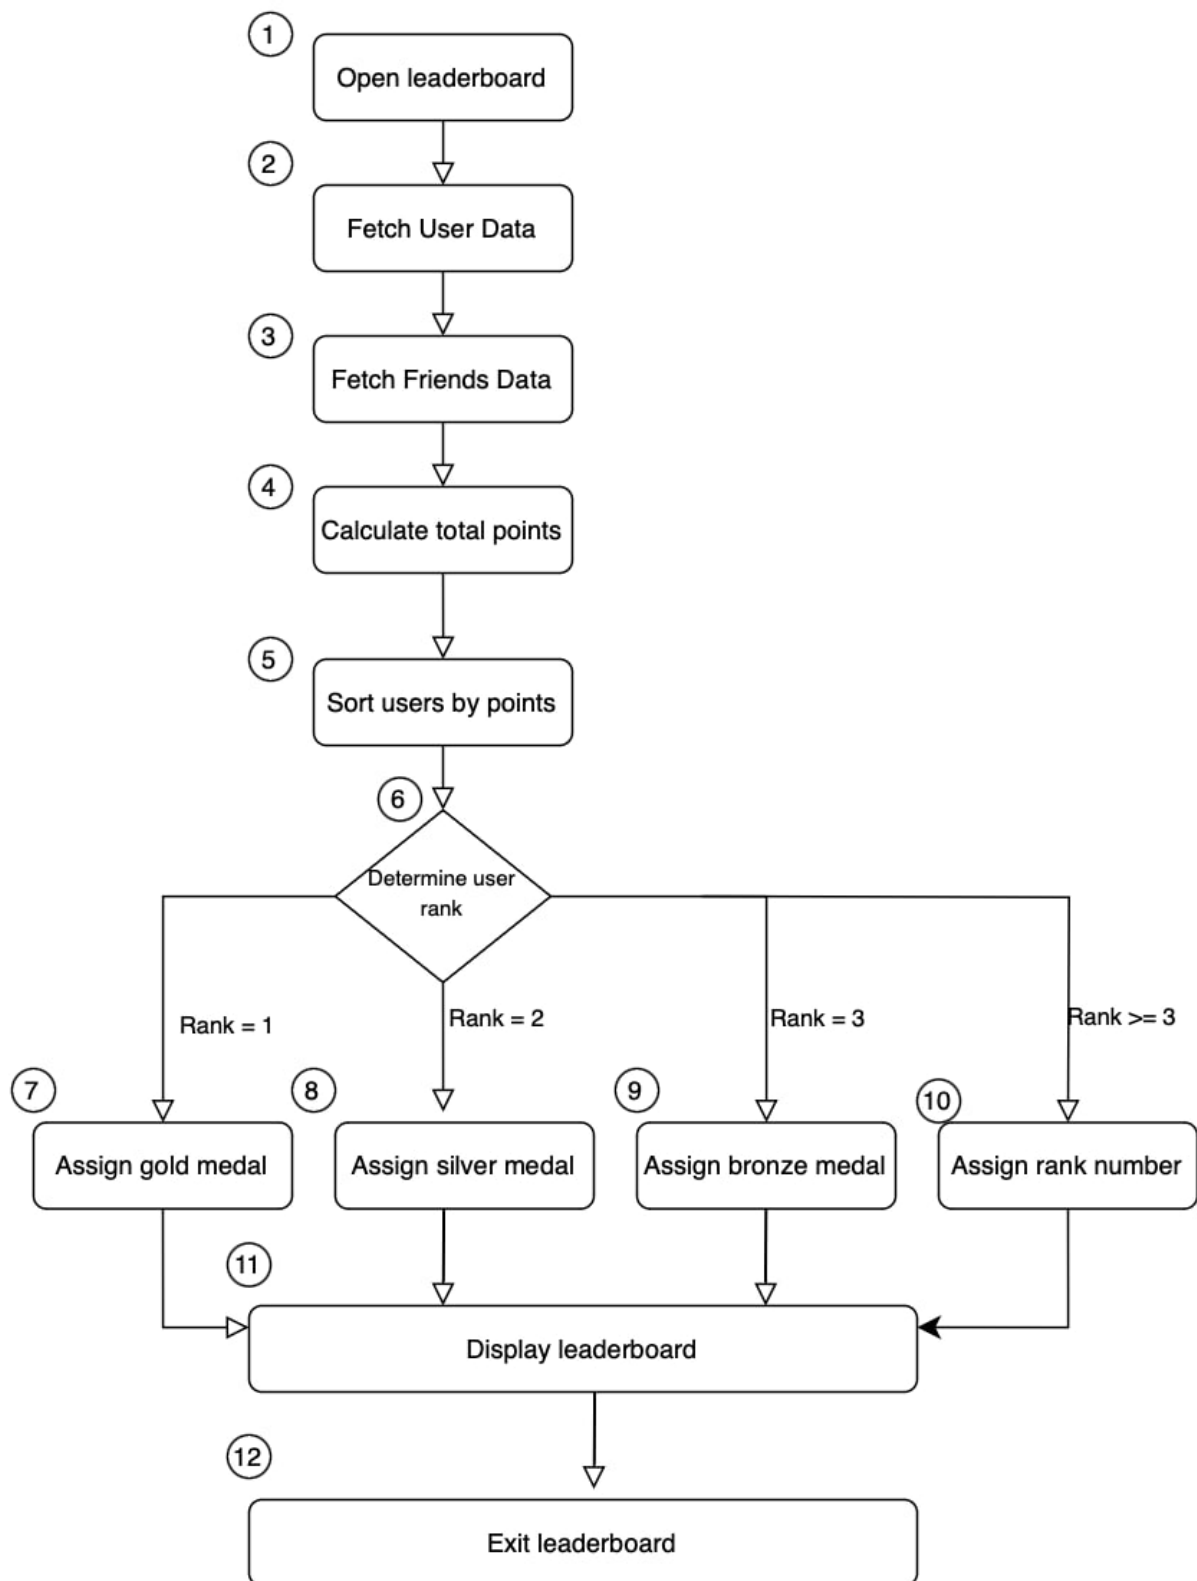 1
Open leaderboard
2
Fetch User Data
3
Fetch Friends Data
4
Calculate total points
5
Sort users by points
6
Determine user
rank
Rank = 1
Rank = 2
Rank = 3
Rank >= 3
7
Assign gold medal
8
Assign silver medal
9
Assign bronze medal
10
Assign rank number
11
Display leaderboard
12
Exit leaderboard